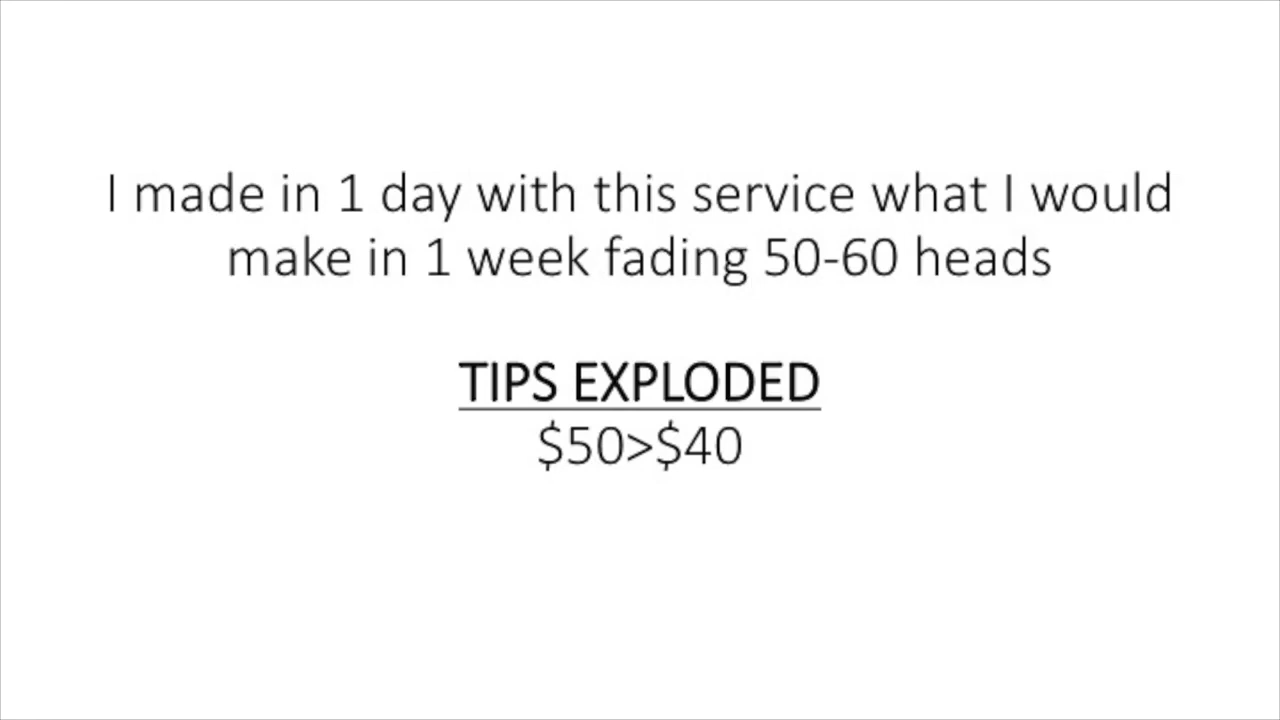 I made in 1 day with this service what I would
make in 1 week fading 50-60 heads
TIPS EXPLODED
$50>$40